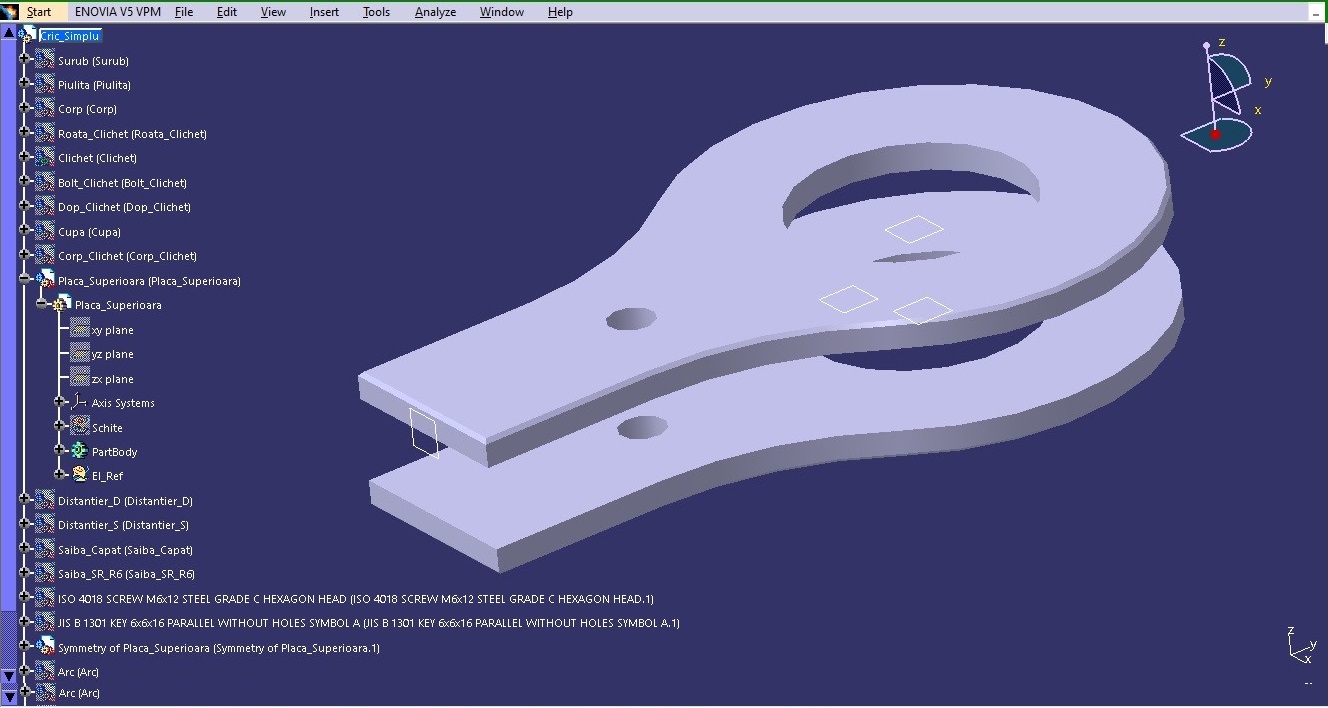 Start ENOVIA V5 VPM File Edit View Insert Tools Analyze Window Help
Cric_Simplu
Surub (Surub)
Piulita (Piulita)
Corp (Corp)
Roata_Clichet (Roata_Clichet)
Clichet (Clichet)
Bolt_Clichet (Bolt_Clichet)
Dop_Clichet (Dop_Clichet)
Cupa (Cupa)
Corp_Clichet (Corp_Clichet)
Placa_Superioara (Placa_Superioara)
Placa_Superioara
xy plane
yz plane
zx plane
Axis Systems
Schite
PartBody
El_Ref
Distantier_D (Distantier_D)
Distantier_S (Distantier_S)
Saiba_Capat (Saiba_Capat)
Saiba_SR_R6 (Saiba_SR_R6)
ISO 4018 SCREW M6x12 STEEL GRADE C HEXAGON HEAD (ISO 4018 SCREW M6x12 STEEL GRADE C HEXAGON HEAD.1)
JIS B 1301 KEY 6x6x16 PARALLEL WITHOUT HOLES SYMBOL A (JIS B 1301 KEY 6x6x16 PARALLEL WITHOUT HOLES SYMBOL A.1)
Symmetry of Placa_Superioara (Symmetry of Placa_Superioara.1)
Arc (Arc)
Arc (Arc)
z
y
x
z
y
x